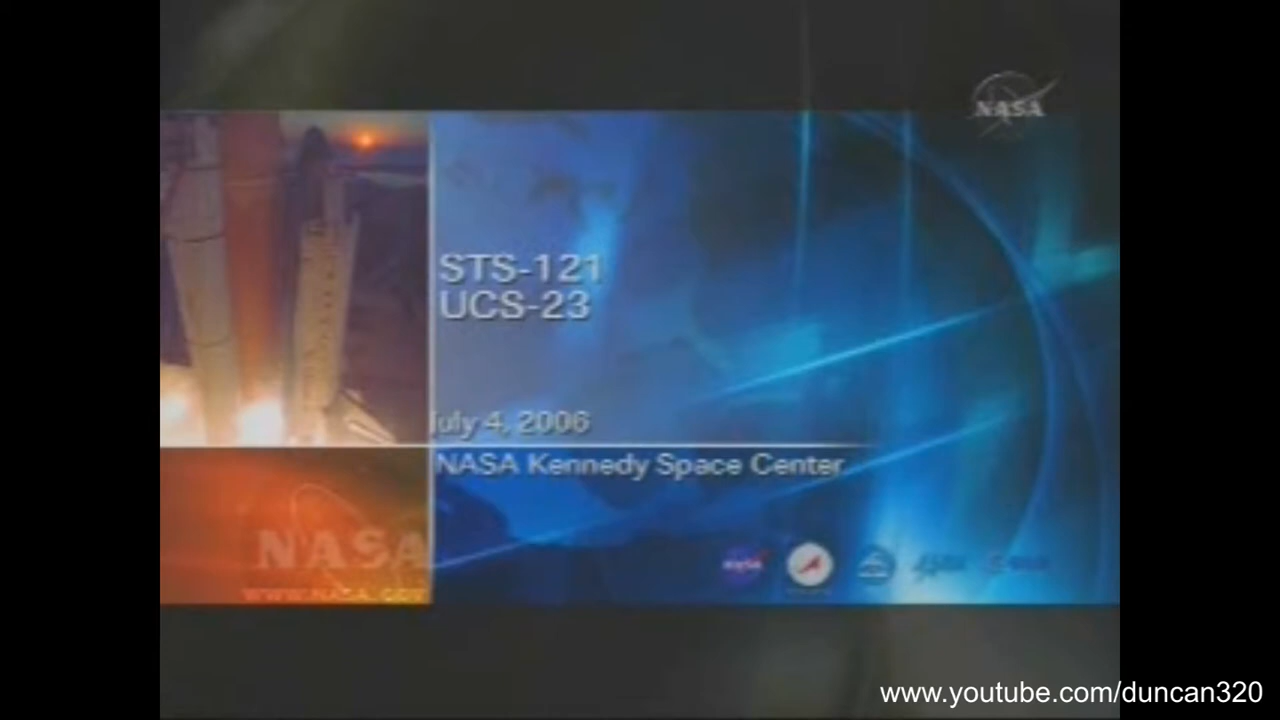 NASA
STS-121
UCS-23
July 4, 2006
NASA Kennedy Space Center
NASA
WWW.NASA.GOV
NASA
www.youtube.com/duncan320